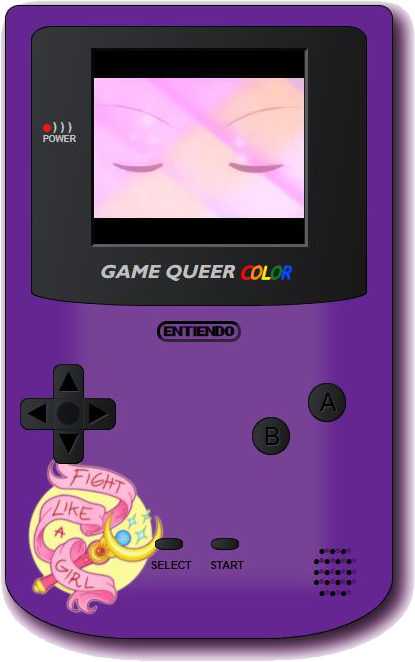 POWER
GAME QUEER COLOR
ENTIENDO
A
B
FIGHT
LIKE
A
GIRL
SELECT START